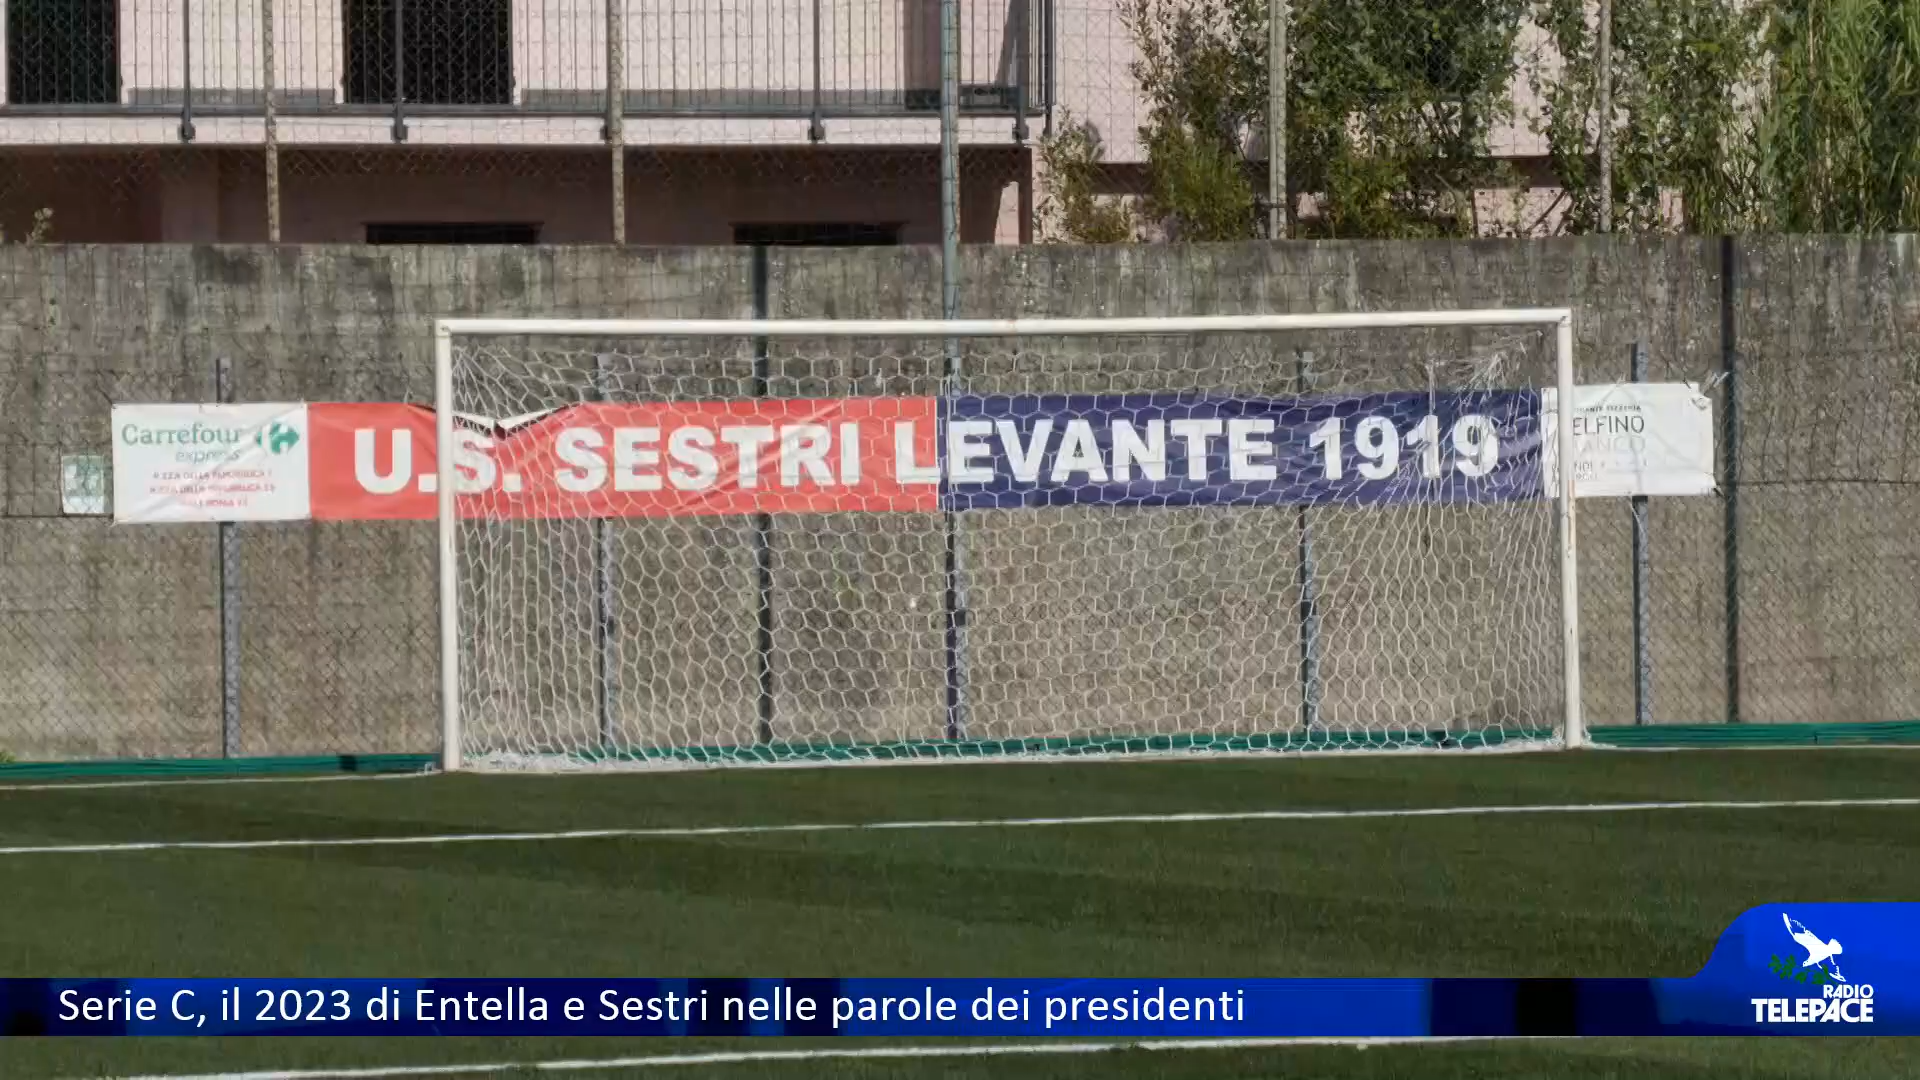 Carrefour
express
U.S. SESTRI LEVANTE 1919
ELFINO
Serie C, il 2023 di Entella e Sestri nelle parole dei presidenti
RADIO
TELEPACE